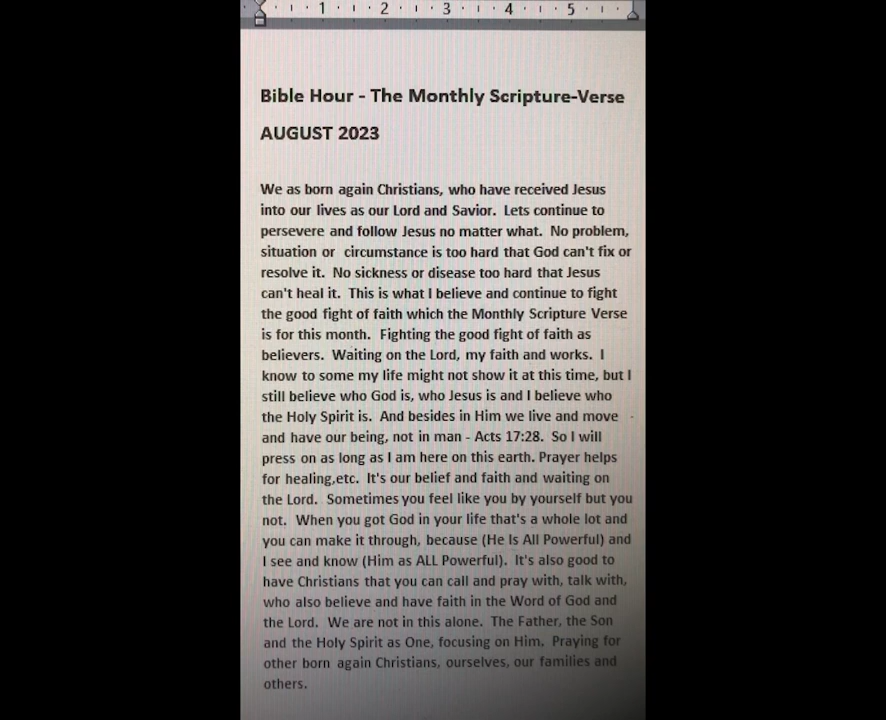 1 2 3 4 5
Bible Hour - The Monthly Scripture-Verse
AUGUST 2023
We as born again Christians, who have received Jesus
into our lives as our Lord and Savior. Lets continue to
persevere and follow Jesus no matter what. No problem,
situation or circumstance is too hard that God can't fix or
resolve it. No sickness or disease too hard that Jesus
can't heal it. This is what I believe and continue to fight
the good fight of faith which the Monthly Scripture Verse
is for this month. Fighting the good fight of faith as
believers. Waiting on the Lord, my faith and works. I
know to some my life might not show it at this time, but I
still believe who God is, who Jesus is and I believe who
the Holy Spirit is. And besides in Him we live and move
and have our being, not in man - Acts 17:28. So I will
press on as long as I am here on this earth. Prayer helps
for healing,etc. It's our belief and faith and waiting on
the Lord. Sometimes you feel like you by yourself but you
not. When you got God in your life that's a whole lot and
you can make it through, because (He Is All Powerful) and
I see and know (Him as ALL Powerful). It's also good to
have Christians that you can call and pray with, talk with,
who also believe and have faith in the Word of God and
the Lord. We are not in this alone. The Father, the Son
and the Holy Spirit as One, focusing on Him. Praying for
other born again Christians, ourselves, our families and
others.